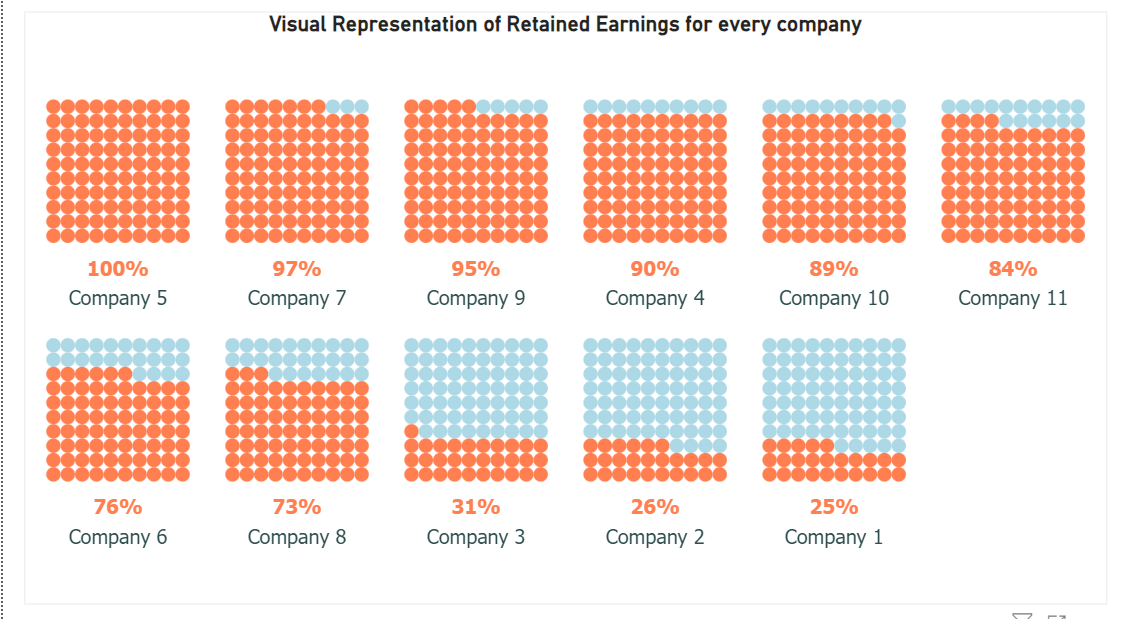 Visual Representation of Retained Earnings for every company
100% 97% 95% 90% 89% 84%
Company 5 Company 7 Company 9 Company 4 Company 10 Company 11
76% 73% 31% 26% 25%
Company 6 Company 8 Company 3 Company 2 Company 1